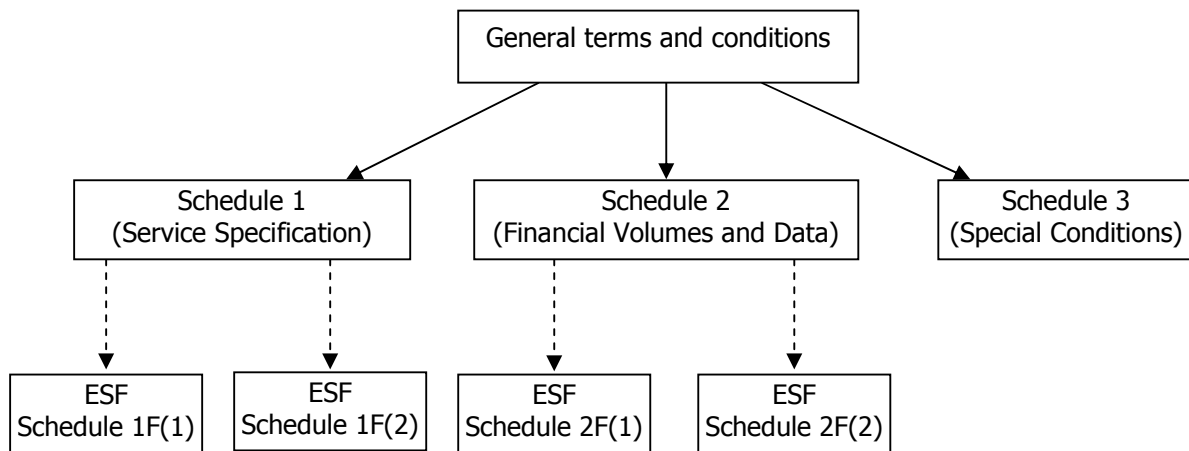 General terms and conditions
Schedule 1
(Service Specification)
Schedule 2
(Financial Volumes and Data)
Schedule 3
(Special Conditions)
ESF
Schedule 1F(1)
ESF
Schedule 1F(2)
ESF
Schedule 2F(1)
ESF
Schedule 2F(2)